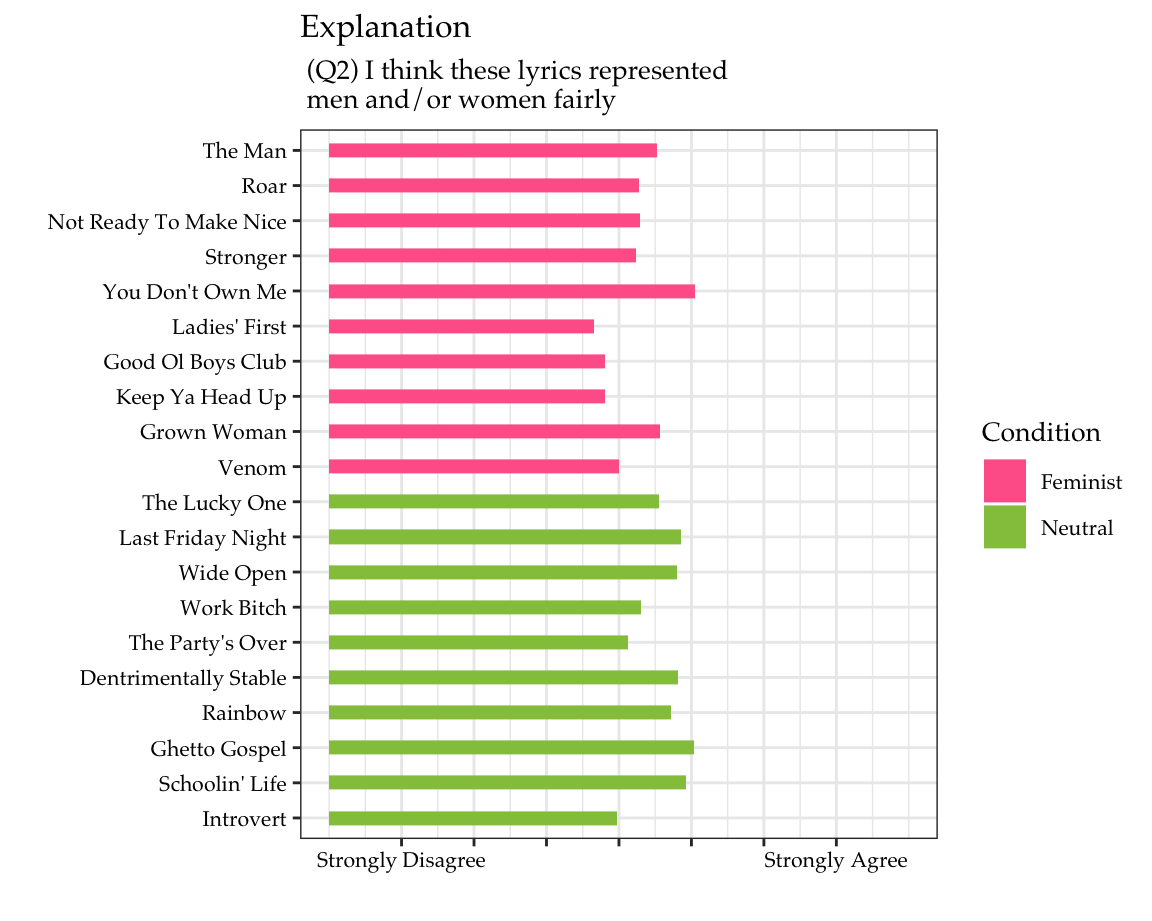 Explanation
(Q2) I think these lyrics represented
men and/or women fairly
The Man
Roar
Not Ready To Make Nice
Stronger
You Don't Own Me
Ladies' First
Good Ol Boys Club
Keep Ya Head Up
Grown Woman
Venom
The Lucky One
Last Friday Night
Wide Open
Work Bitch
The Party's Over
Dentrimentally Stable
Rainbow
Ghetto Gospel
Schoolin' Life
Introvert
Strongly Disagree
Strongly Agree
Condition
Feminist
Neutral